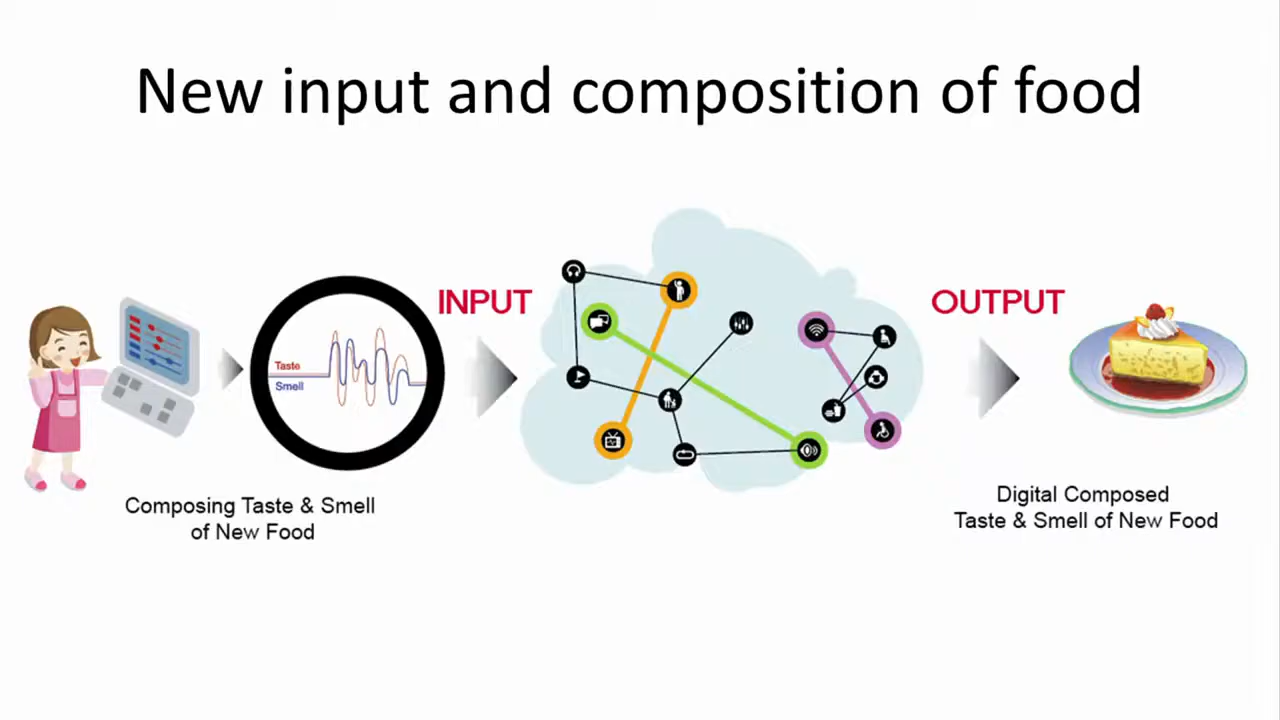 New input and composition of food
INPUT
OUTPUT
Taste
Smell
Composing Taste & Smell
of New Food
Digital Composed
Taste & Smell of New Food